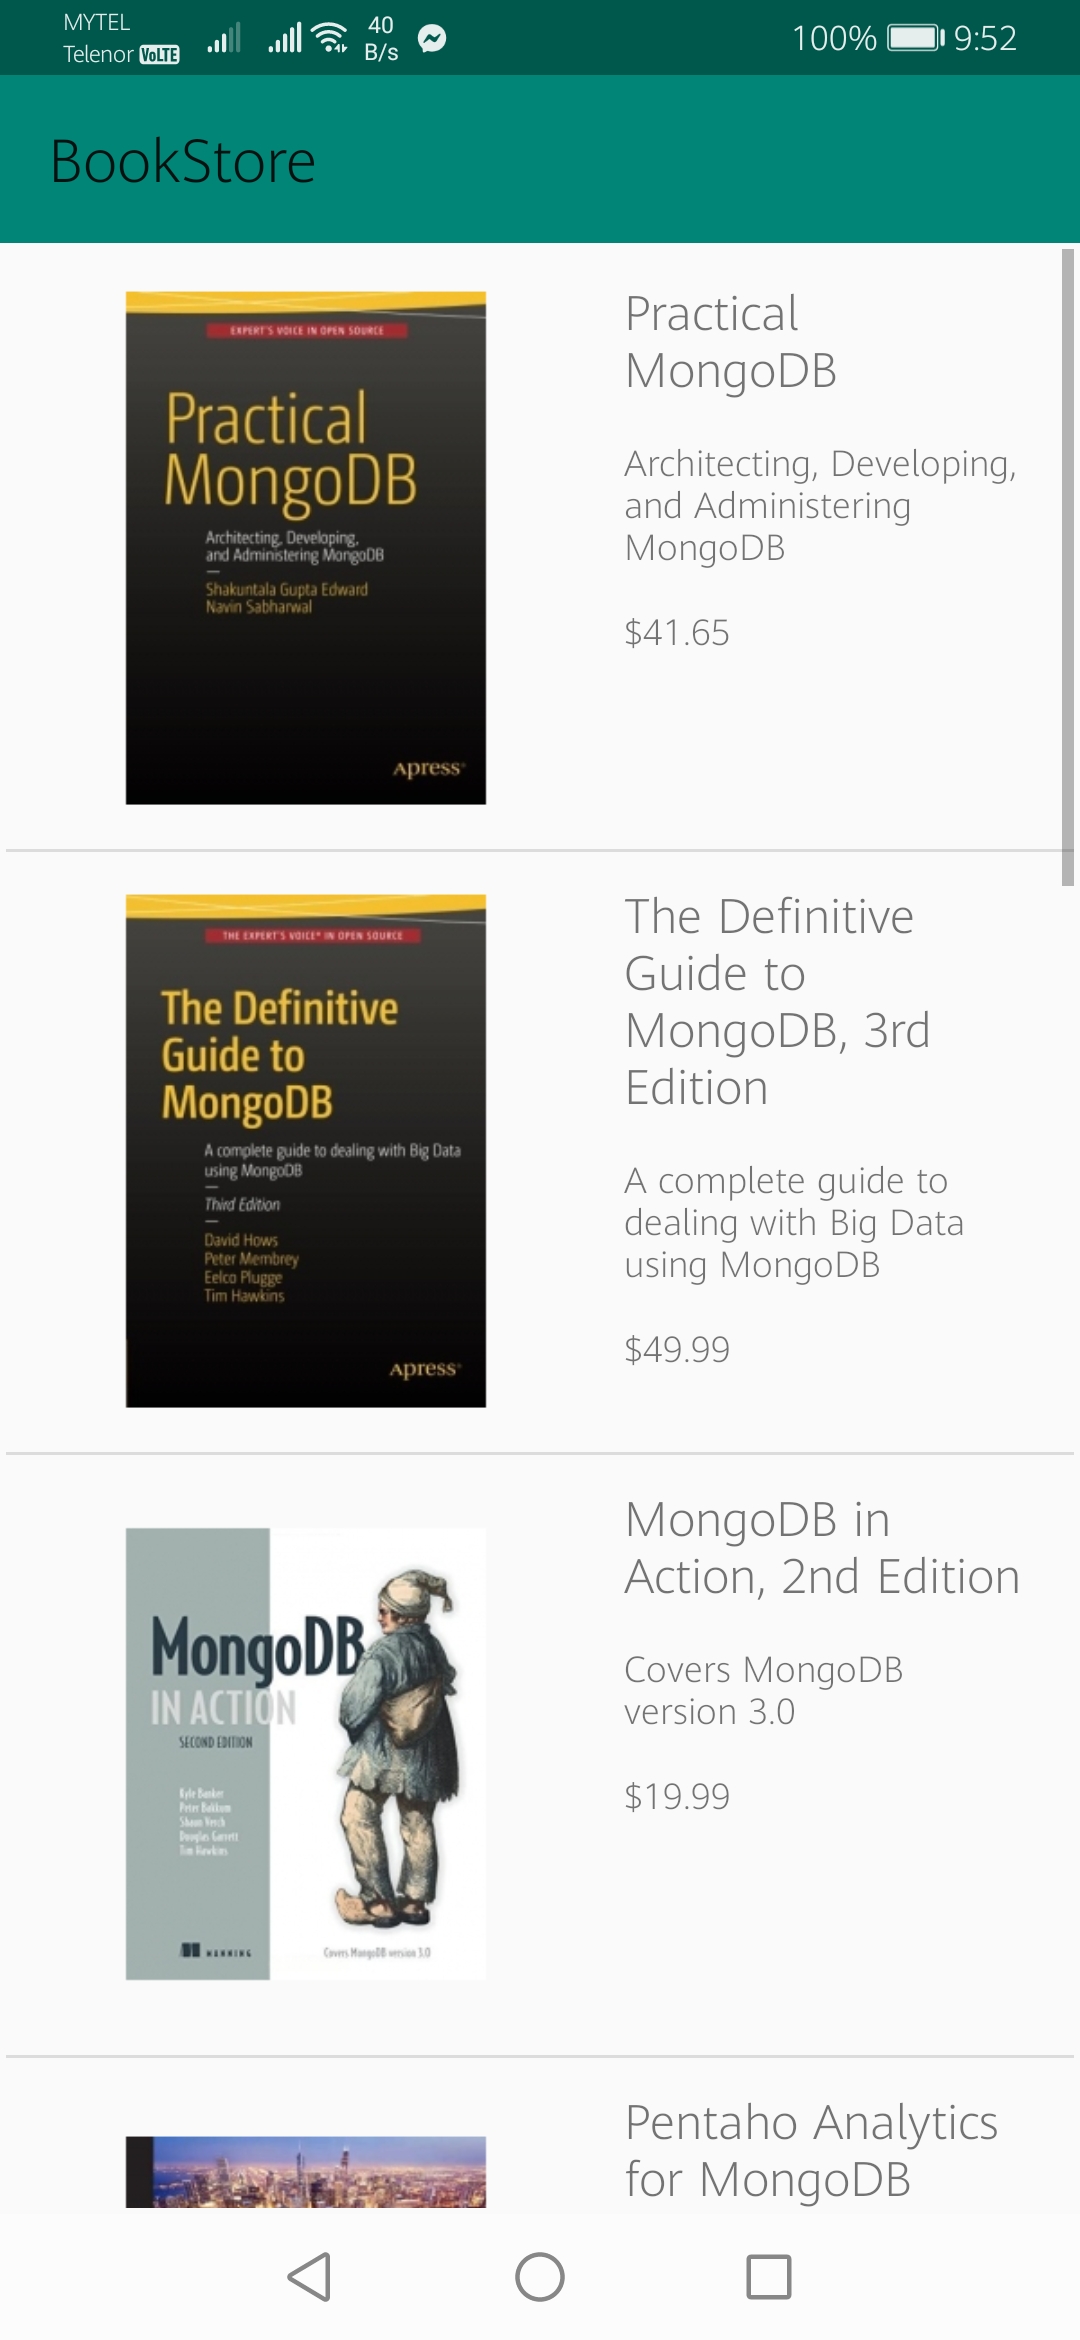 MYTEL
Telenor VoLTE
40
B/s
100%
9:52
BookStore
EXPERT'S VOICE IN OPEN SOURCE
Practical
MongoDB
Architecting, Developing,
and Administering MongoDB
Shakuntala Gupta Edward
Navin Sabharwal
Apress®
Practical
MongoDB
Architecting, Developing,
and Administering
MongoDB
$41.65
THE EXPERT'S VOICE® IN OPEN SOURCE
The Definitive
Guide to
MongoDB
A complete guide to dealing with Big Data
using MongoDB
Third Edition
David Hows
Peter Membrey
Eelco Plugge
Tim Hawkins
Apress®
The Definitive
Guide to
MongoDB, 3rd
Edition
A complete guide to
dealing with Big Data
using MongoDB
$49.99
MongoDB
IN ACTION
SECOND EDITION
Kyle Banker
Peter Bakkum
Shaun Verch
Douglas Garrett
Tim Hawkins
MANNING
Covers MongoDB version 3.0
MongoDB in
Action, 2nd Edition
Covers MongoDB
version 3.0
$19.99
Pentaho Analytics
for MongoDB